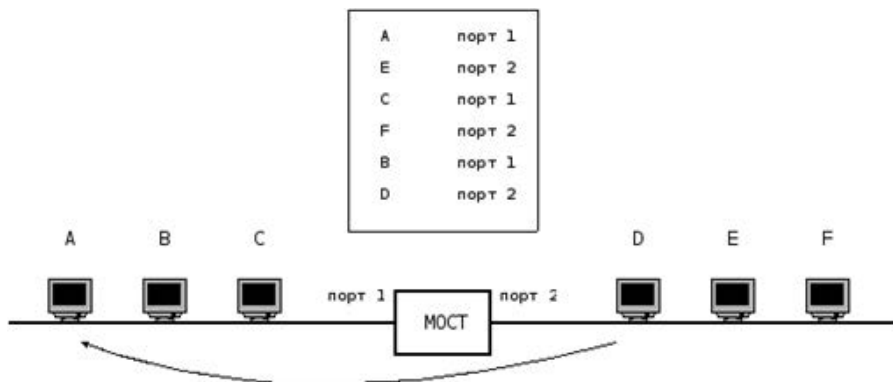 A порт 1
E порт 2
C порт 1
F порт 2
B порт 1
D порт 2
A B C D E F
порт 1 МОСТ порт 2